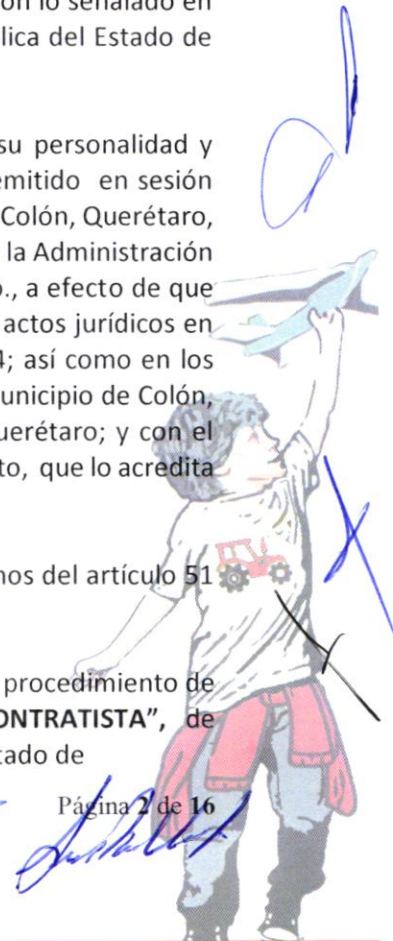 on lo señalado en
lica del Estado de
su personalidad y
emitido en sesión
Colón, Querétaro,
la Administración
o., a efecto de que
actos jurídicos en
4; así como en los
unicipio de Colón,
uerétaro; y con el
to, que lo acredita
nos del artículo 51
procedimiento de
ONTRATISTA", de
tado de
Página 2 de 16